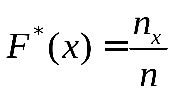 F*(x) = n_x / n